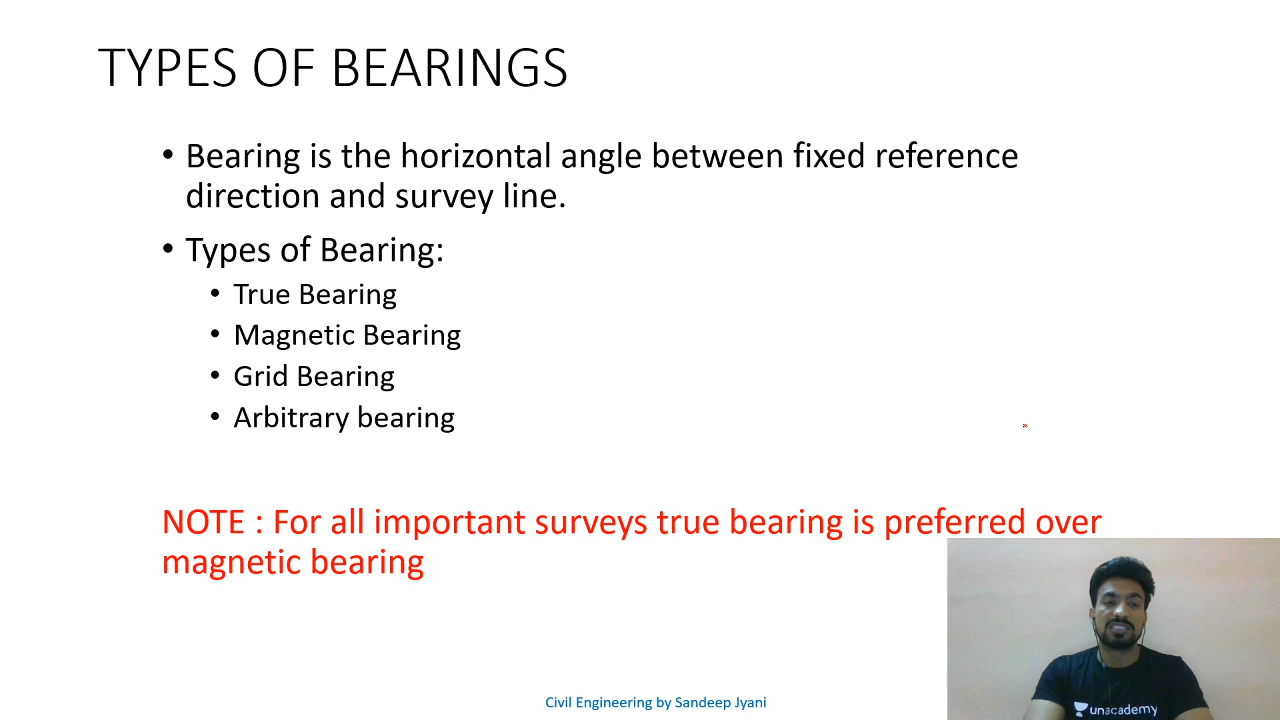 TYPES OF BEARINGS
• Bearing is the horizontal angle between fixed reference
direction and survey line.
• Types of Bearing:
• True Bearing
• Magnetic Bearing
• Grid Bearing
• Arbitrary bearing
NOTE : For all important surveys true bearing is preferred over
magnetic bearing
unacademy
Civil Engineering by Sandeep Jyani